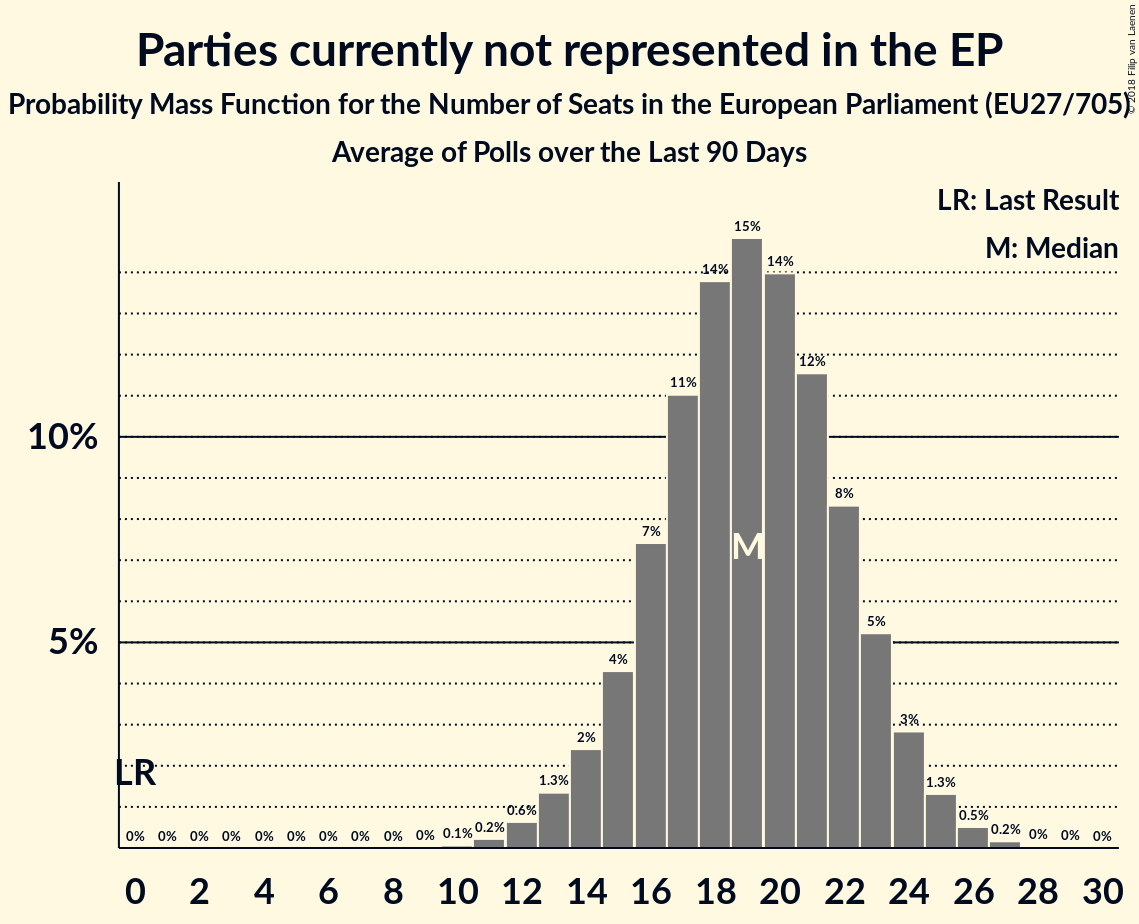 Parties currently not represented in the EP
Probability Mass Function for the Number of Seats in the European Parliament (EU27/705)
Average of Polls over the Last 90 Days
© 2018 Filip van Laenen
LR: Last Result
M: Median
15%
14% 14%
12%
11%
10%
8%
7%
M
5%
5%
4%
3%
2%
LR
1.3% 1.3%
0.6% 0.5%
0% 0% 0% 0% 0% 0% 0% 0% 0% 0% 0.1% 0.2% 0.2% 0% 0% 0%
0 2 4 6 8 10 12 14 16 18 20 22 24 26 28 30